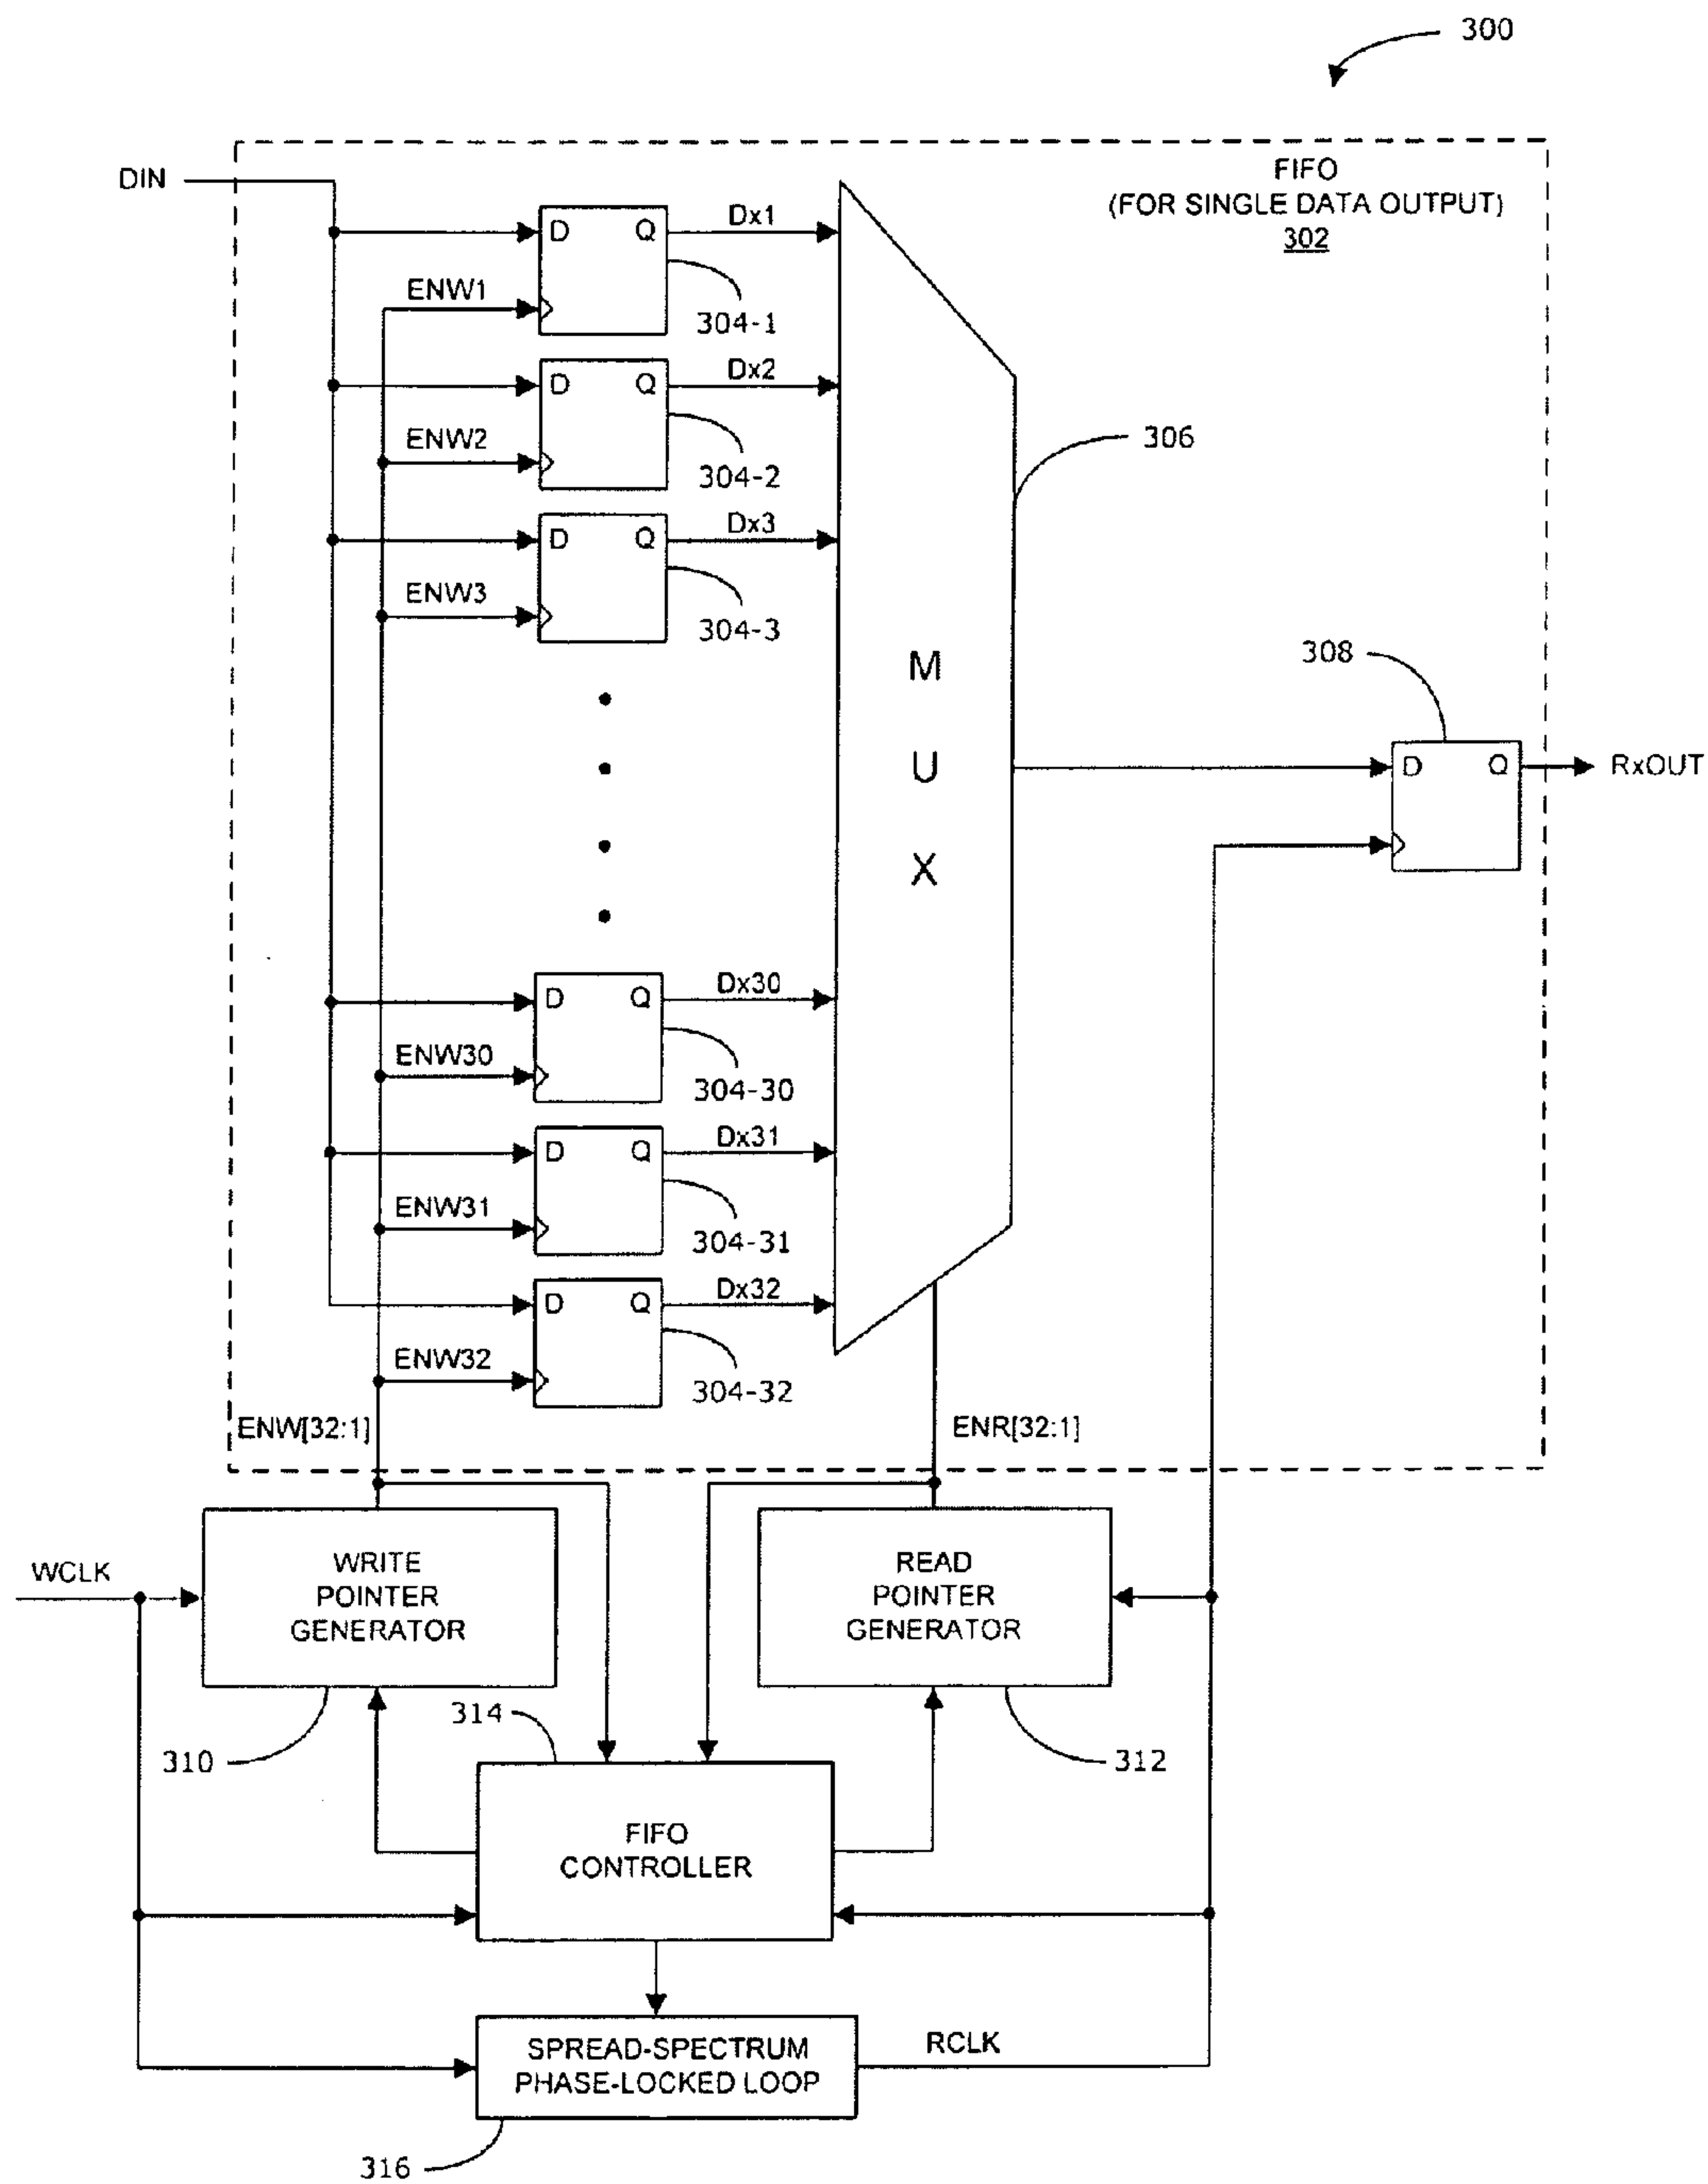 300
DIN
FIFO
(FOR SINGLE DATA OUTPUT)
302
D Q
Dx1
ENW1
304-1
D Q
Dx2
ENW2
304-2
306
D Q
Dx3
ENW3
304-3
M
U
X
308
D Q
RxOUT
D Q
Dx30
ENW30
304-30
D Q
Dx31
ENW31
304-31
D Q
Dx32
ENW32
304-32
ENW[32:1]
ENR[32:1]
WCLK
WRITE
POINTER
GENERATOR
READ
POINTER
GENERATOR
310
314
312
FIFO
CONTROLLER
SPREAD-SPECTRUM
PHASE-LOCKED LOOP
RCLK
316